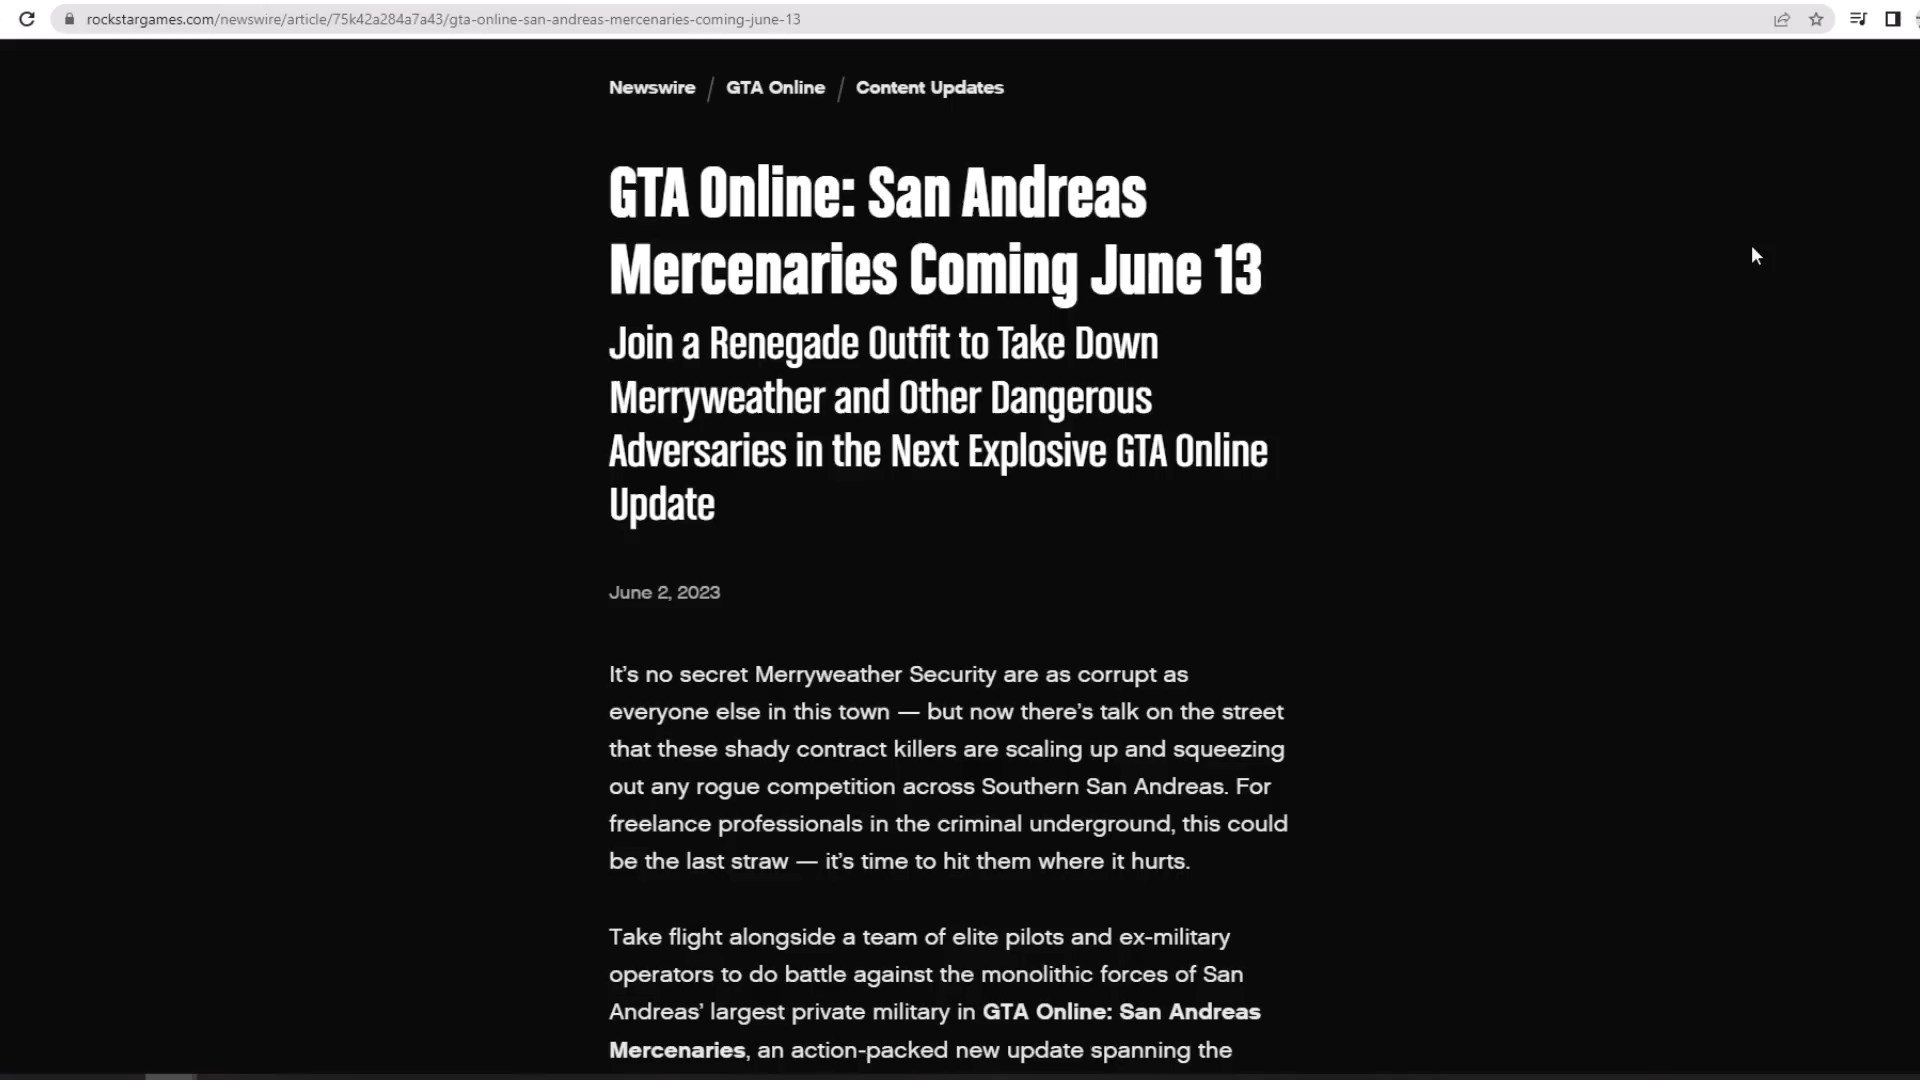 rockstargames.com/newswire/article/75k42a284a7a43/gta-online-san-andreas-mercenaries-coming-june-13
Newswire / GTA Online / Content Updates
GTA Online: San Andreas
Mercenaries Coming June 13
Join a Renegade Outfit to Take Down
Merryweather and Other Dangerous
Adversaries in the Next Explosive GTA Online
Update
June 2, 2023
It’s no secret Merryweather Security are as corrupt as
everyone else in this town — but now there’s talk on the street
that these shady contract killers are scaling up and squeezing
out any rogue competition across Southern San Andreas. For
freelance professionals in the criminal underground, this could
be the last straw — it’s time to hit them where it hurts.
Take flight alongside a team of elite pilots and ex-military
operators to do battle against the monolithic forces of San
Andreas’ largest private military in GTA Online: San Andreas
Mercenaries, an action-packed new update spanning the